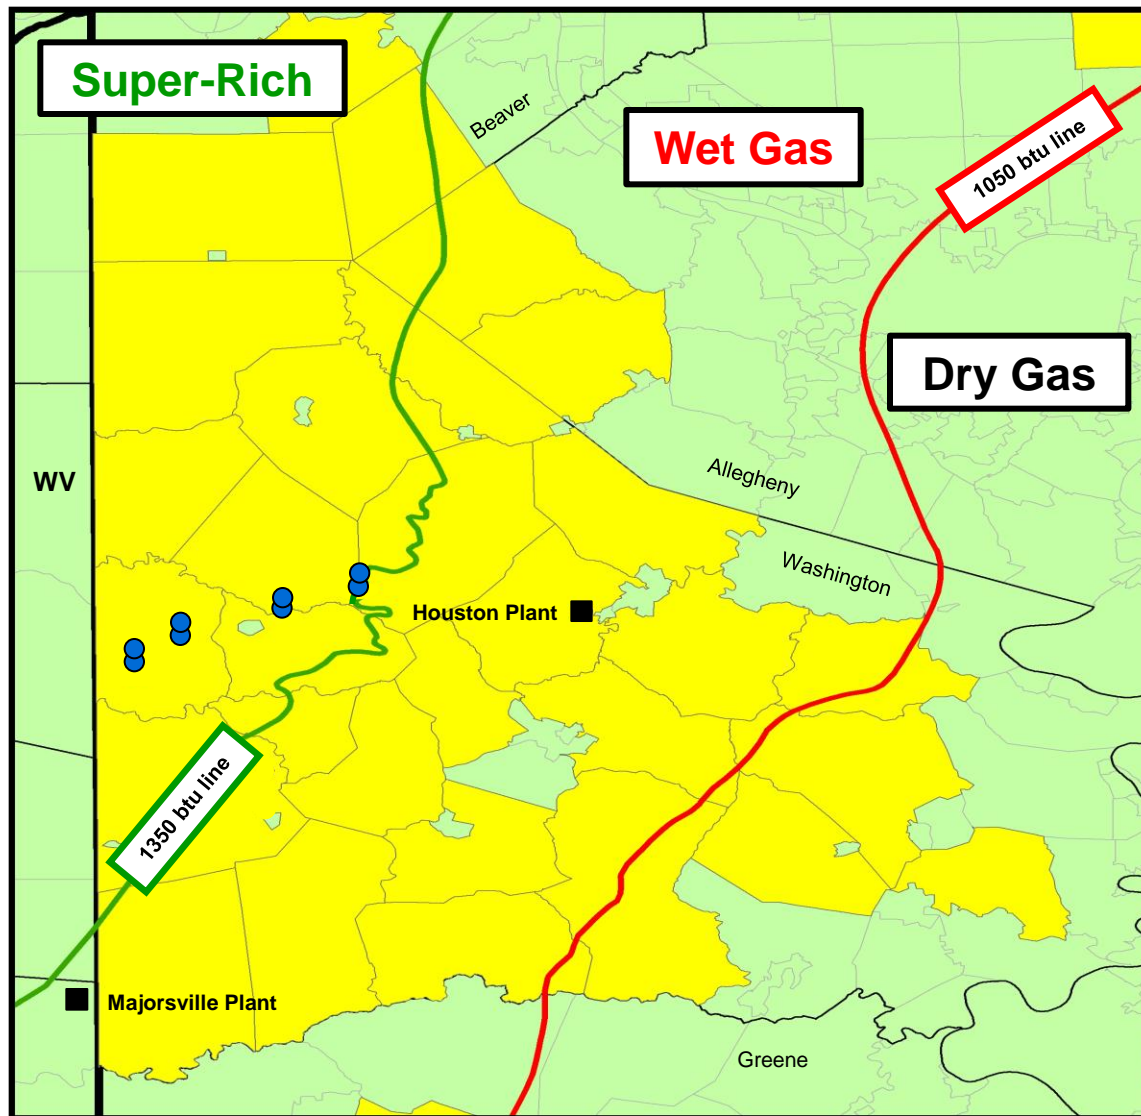 Super-Rich
Beaver
Wet Gas
1050 btu line
Dry Gas
WV
Allegheny
Washington
Houston Plant
1350 btu line
Majorsville Plant
Greene